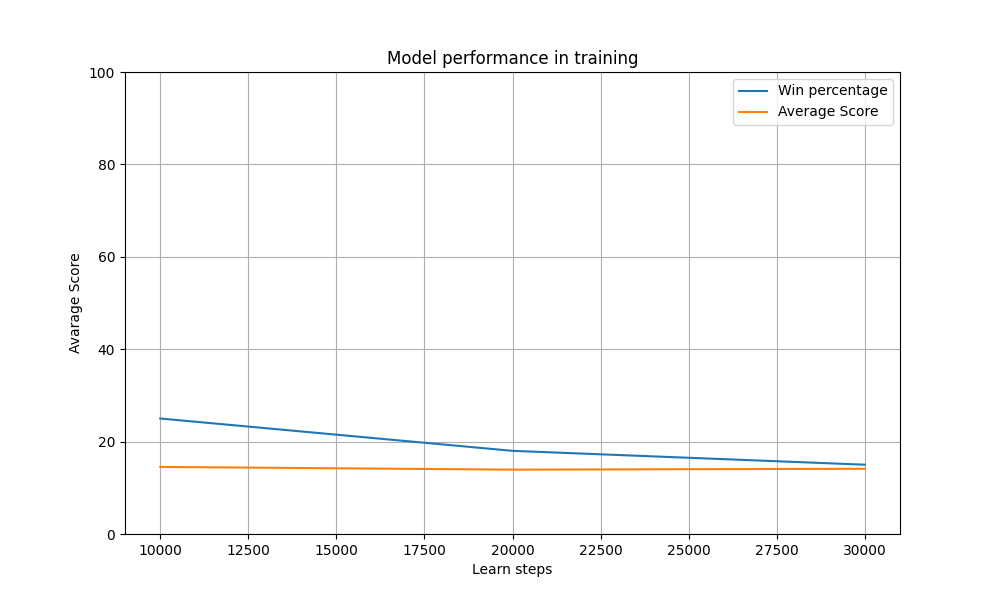 Model performance in training
Win percentage
Average Score
100
80
60
40
20
0
Avarage Score
10000 12500 15000 17500 20000 22500 25000 27500 30000
Learn steps